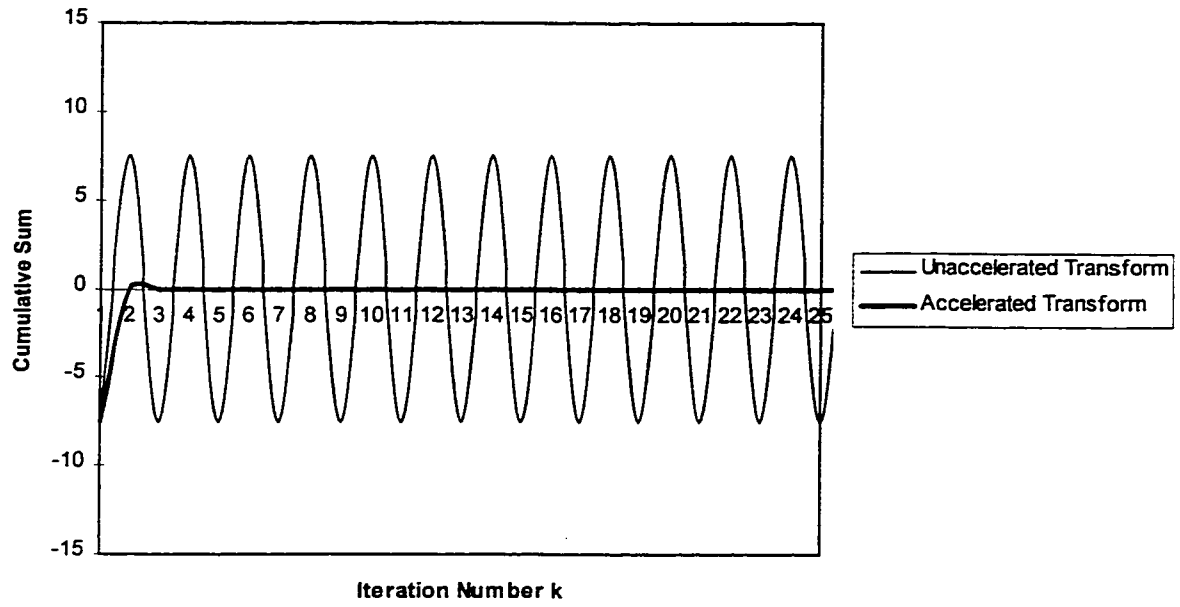 15
10
5
0
-5
-10
-15
Cumulative Sum
1 2 3 4 5 6 7 8 9 10 11 12 13 14 15 16 17 18 19 20 21 22 23 24 25
Iteration Number k
Unaccelerated Transform
Accelerated Transform